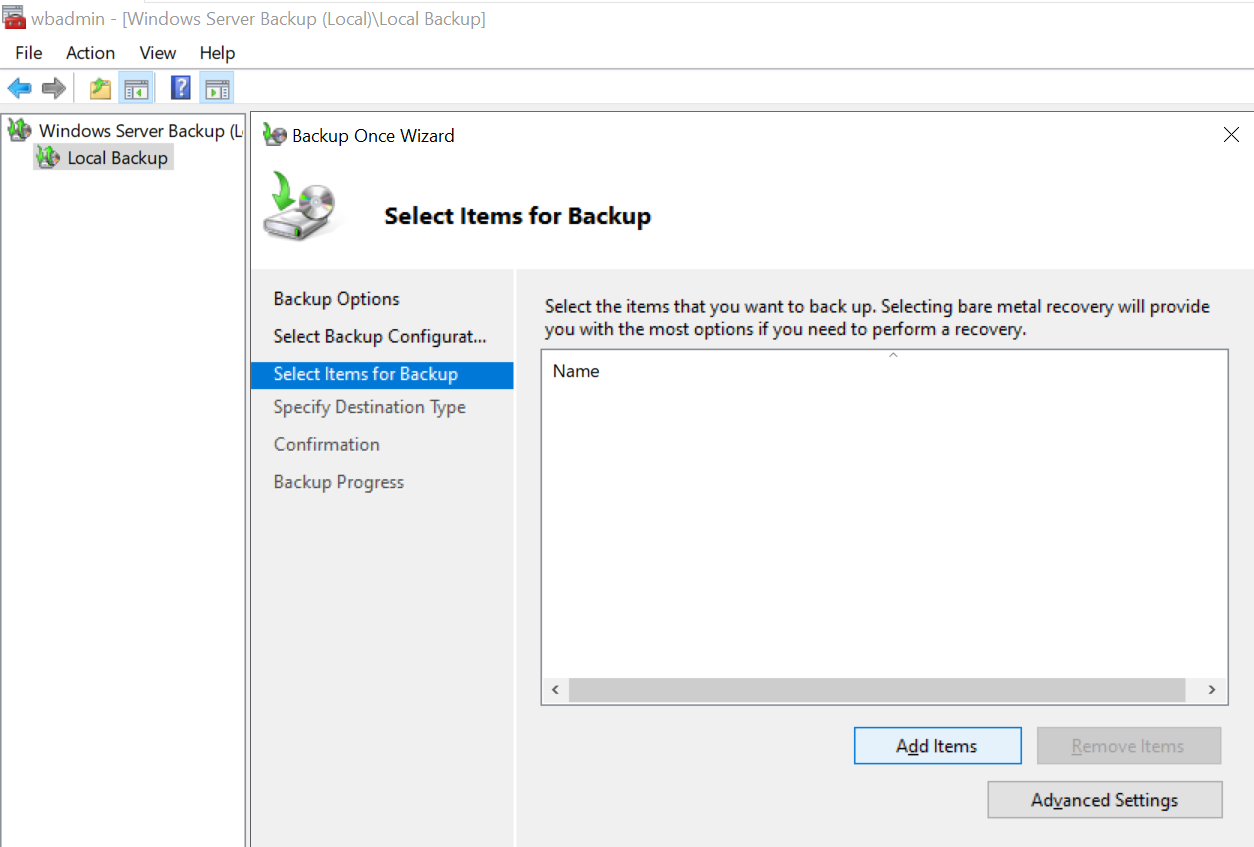 wbadmin - [Windows Server Backup (Local)\Local Backup]
File Action View Help
Windows Server Backup (L
Local Backup
Backup Once Wizard
Select Items for Backup
Backup Options
Select Backup Configurat...
Select Items for Backup
Specify Destination Type
Confirmation
Backup Progress
Select the items that you want to back up. Selecting bare metal recovery will provide
you with the most options if you need to perform a recovery.
Name
Add Items
Remove Items
Advanced Settings